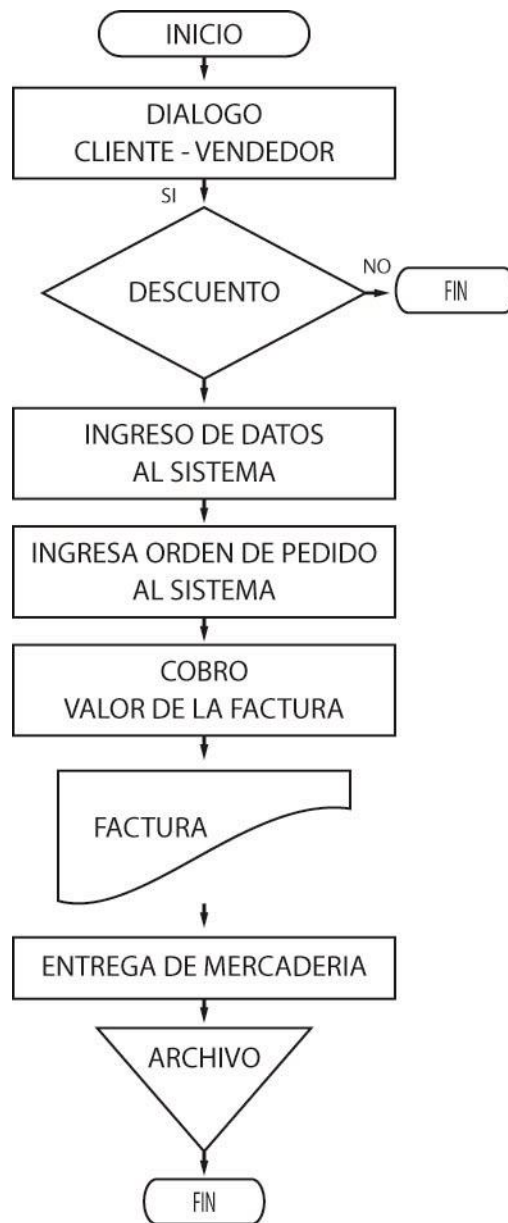 INICIO
DIALOGO
CLIENTE - VENDEDOR
SI
DESCUENTO
NO
FIN
INGRESO DE DATOS
AL SISTEMA
INGRESA ORDEN DE PEDIDO
AL SISTEMA
COBRO
VALOR DE LA FACTURA
FACTURA
ENTREGA DE MERCADERIA
ARCHIVO
FIN